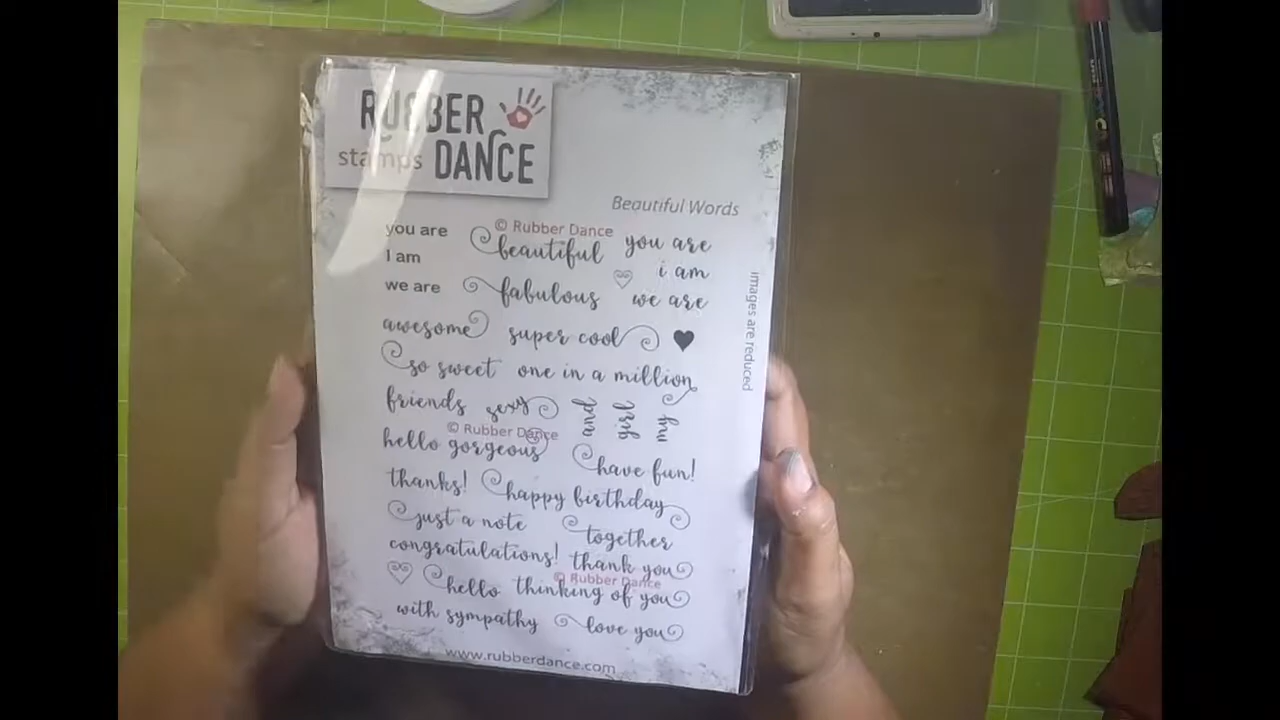 RUBBER
stamps DANCE
Beautiful Words
you are © Rubber Dance beautiful you are
I am i am
we are fabulous we are
images are reduced
awesome super cool
so sweet one in a million
friends sexy and girl my
© Rubber Dance
hello gorgeous have fun!
thanks! happy birthday
just a note together
congratulations! thank you
© Rubber Dance
hello thinking of you
with sympathy love you
www.rubberdance.com